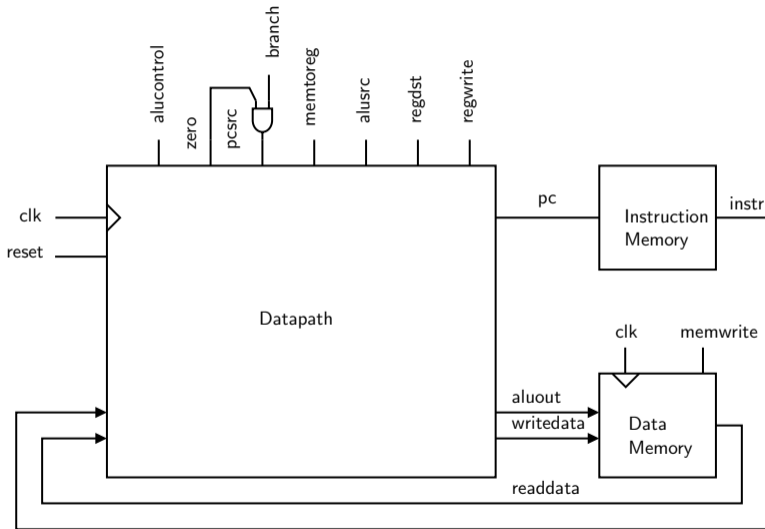 branch
alucontrol
zero
pcsrc
memtoreg
alusrc
regdst
regwrite
clk
reset
pc
Instruction
Memory
instr
Datapath
clk
memwrite
aluout
writedata
Data
Memory
readdata